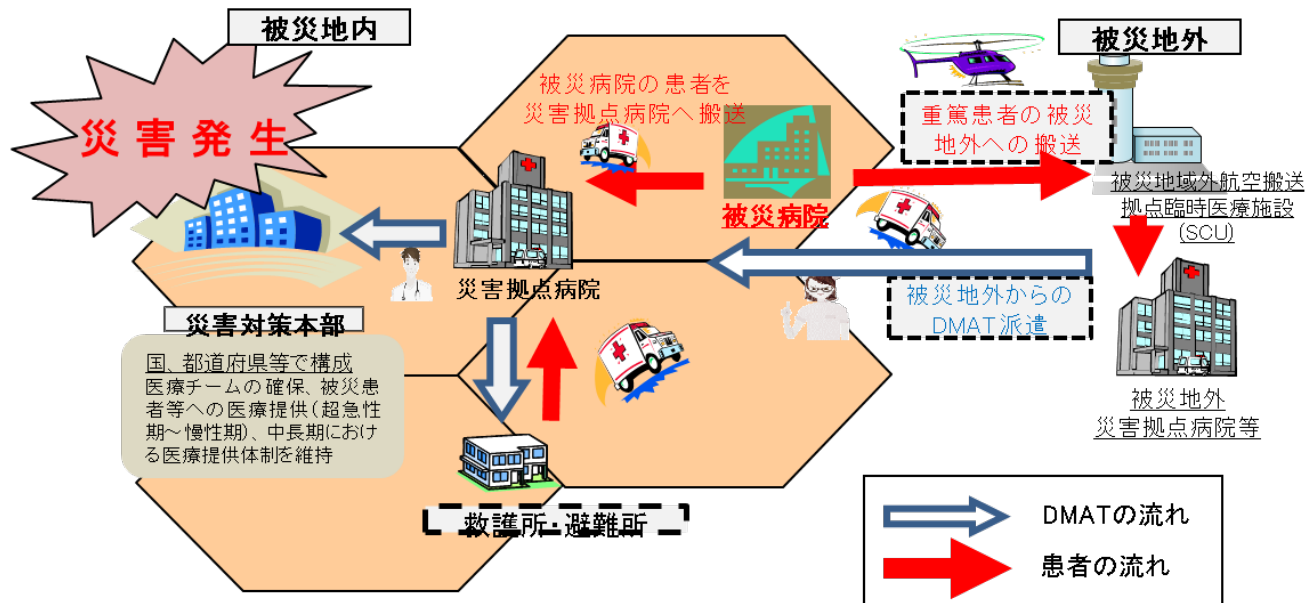 被災地内
災害発生
被災病院の患者を
災害拠点病院へ搬送
被災病院
災害拠点病院
災害対策本部
国、都道府県等で構成
医療チームの確保、被災患
者等への医療提供(超急性
期～慢性期)、中長期におけ
る医療提供体制を維持
救護所・避難所
被災地外
重篤患者の被災
地外への搬送
被災地域外航空搬送
拠点臨時医療施設
(SCU)
被災地外からの
DMAT派遣
被災地外
災害拠点病院等
DMATの流れ
患者の流れ